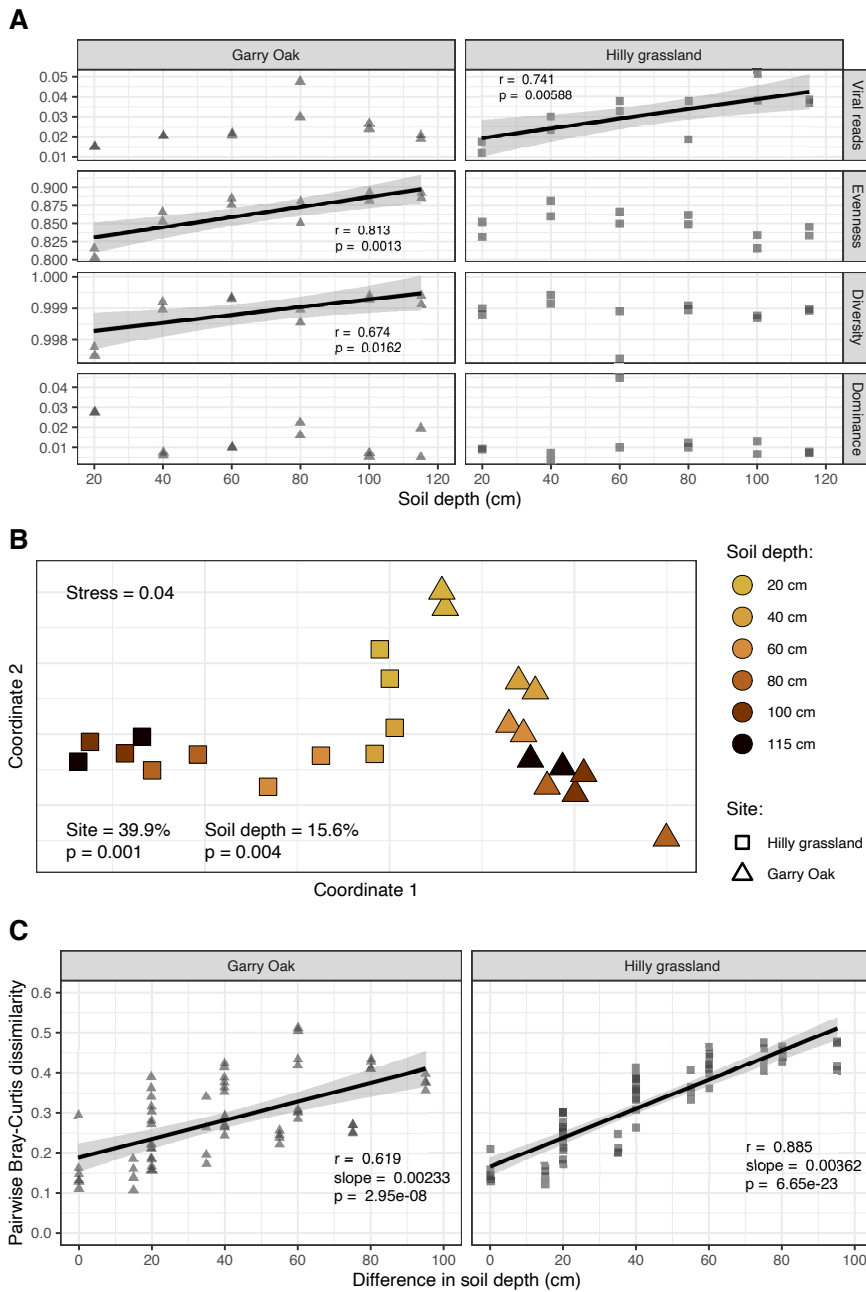 A
Garry Oak
Hilly grassland
0.05
0.04
0.03
0.02
0.01
r = 0.741
p = 0.00588
Viral reads
0.900
0.875
0.850
0.825
0.800
r = 0.813
p = 0.0013
Evenness
1.000
0.999
0.998
r = 0.674
p = 0.0162
Diversity
0.04
0.03
0.02
0.01
Dominance
20 40 60 80 100 120 20 40 60 80 100 120
Soil depth (cm)
B
Stress = 0.04
Coordinate 2
Site = 39.9% Soil depth = 15.6%
p = 0.001 p = 0.004
Coordinate 1
Soil depth:
20 cm
40 cm
60 cm
80 cm
100 cm
115 cm
Site:
Hilly grassland
Garry Oak
C
Garry Oak
Hilly grassland
Pairwise Bray-Curtis dissimilarity
0.6
0.5
0.4
0.3
0.2
0.1
0.0
r = 0.619
slope = 0.00233
p = 2.95e-08
r = 0.885
slope = 0.00362
p = 6.65e-23
0 20 40 60 80 100 0 20 40 60 80 100
Difference in soil depth (cm)